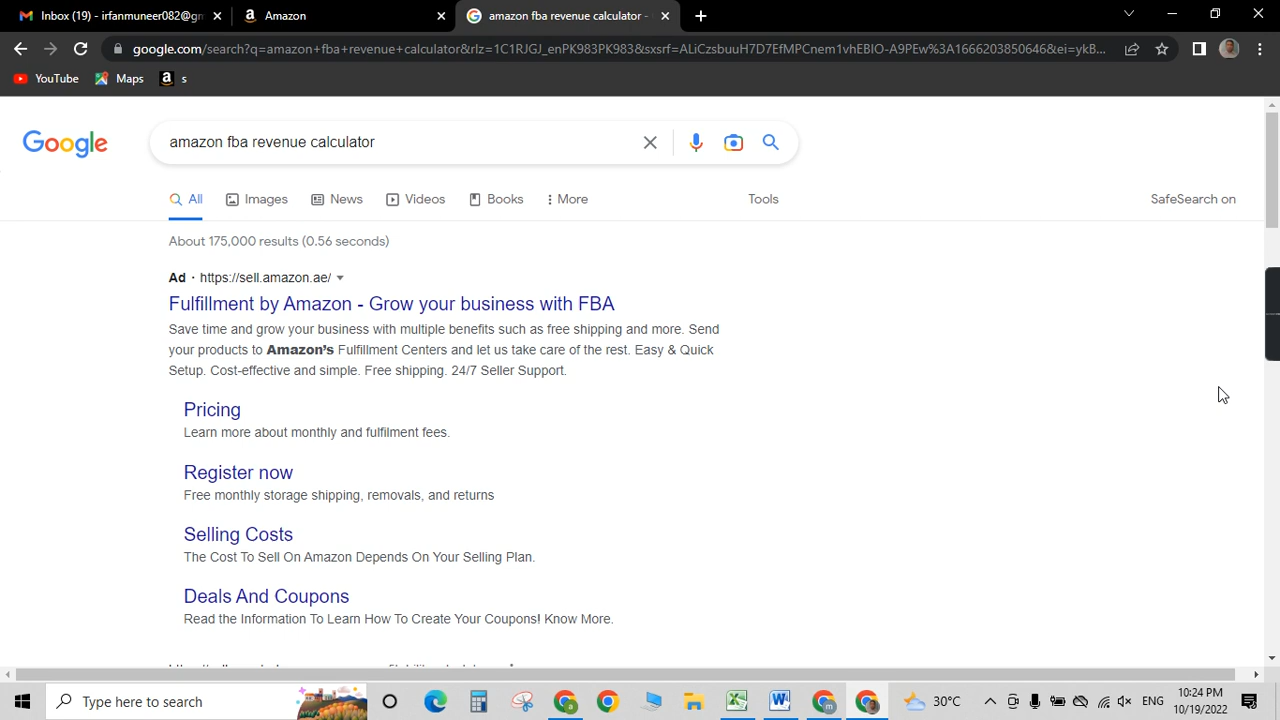 Inbox (19) - irfanmuneer082@gm
Amazon
amazon fba revenue calculator -
google.com/search?q=amazon+fba+revenue+calculator&rlz=1C1RJGJ_enPK983PK983&sxsrf=ALiCzsbuuH7D7EfMPCnem1vhEBIO-A9PEw%3A1666203850646&ei=ykB...
YouTube
Maps
s
Google
amazon fba revenue calculator
All
Images
News
Videos
Books
More
Tools
SafeSearch on
About 175,000 results (0.56 seconds)
Ad · https://sell.amazon.ae/
Fulfillment by Amazon - Grow your business with FBA
Save time and grow your business with multiple benefits such as free shipping and more. Send
your products to Amazon's Fulfillment Centers and let us take care of the rest. Easy & Quick
Setup. Cost-effective and simple. Free shipping. 24/7 Seller Support.
Pricing
Learn more about monthly and fulfilment fees.
Register now
Free monthly storage shipping, removals, and returns
Selling Costs
The Cost To Sell On Amazon Depends On Your Selling Plan.
Deals And Coupons
Read the Information To Learn How To Create Your Coupons! Know More.
Type here to search
30°C
ENG
10:24 PM
10/19/2022